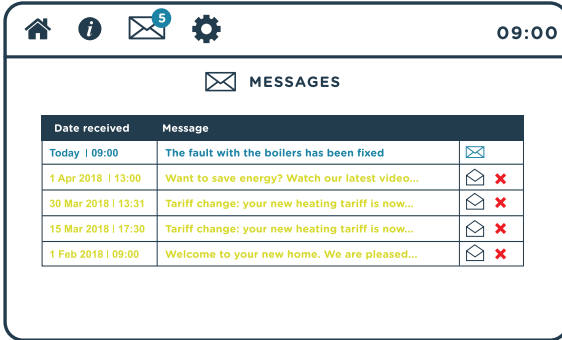 5
09:00
MESSAGES
Date received Message
Today | 09:00 The fault with the boilers has been fixed
1 Apr 2018 | 13:00 Want to save energy? Watch our latest video...
30 Mar 2018 | 13:31 Tariff change: your new heating tariff is now...
15 Mar 2018 | 17:30 Tariff change: your new heating tariff is now...
1 Feb 2018 | 09:00 Welcome to your new home. We are pleased...